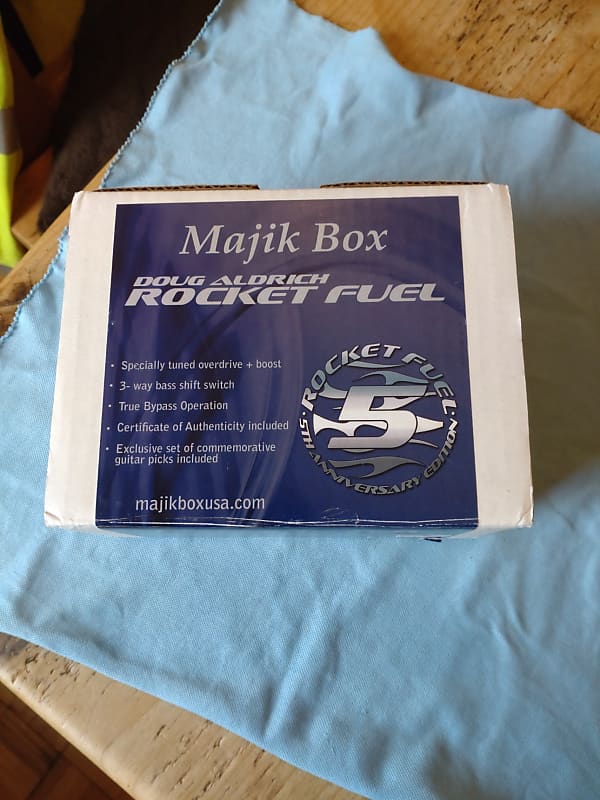 Majik Box
DOUG ALDRICH
ROCKET FUEL
• Specially tuned overdrive + boost
• 3- way bass shift switch
• True Bypass Operation
• Certificate of Authenticity included
• Exclusive set of commemorative
guitar picks included
ROCKET FUEL
5
• 5TH ANNIVERSARY EDITION •
majikboxusa.com